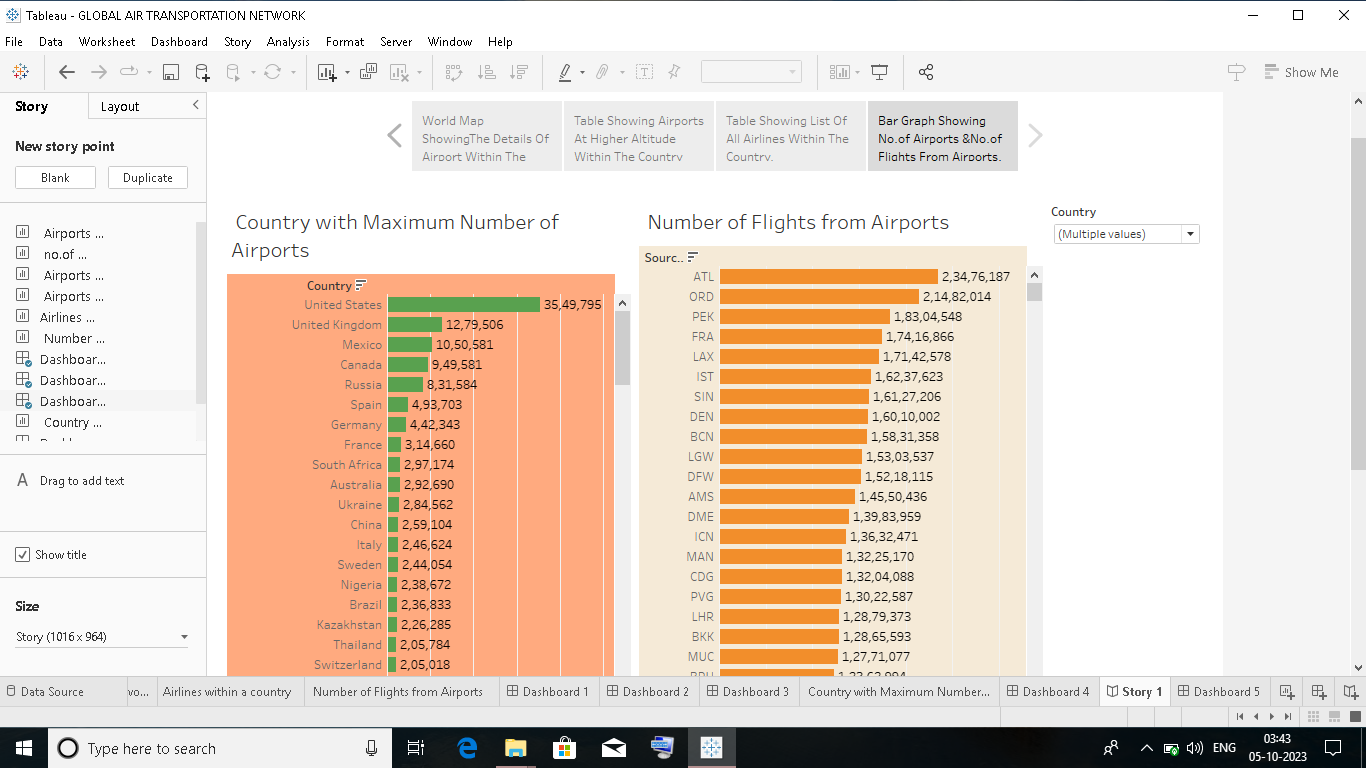 Tableau - GLOBAL AIR TRANSPORTATION NETWORK
File Data Worksheet Dashboard Story Analysis Format Server Window Help
Show Me
Story Layout
New story point
Blank Duplicate
Airports ...
no.of ...
Airports ...
Airports ...
Airlines ...
Number ...
Dashboar...
Dashboar...
Dashboar...
Country ...
A Drag to add text
Show title
Size
Story (1016 x 964)
World Map
ShowingThe Details Of
Airport Within The
Table Showing Airports
At Higher Altitude
Within The Country
Table Showing List Of
All Airlines Within The
Country.
Bar Graph Showing
No.of Airports &No.of
Flights From Airports.
Country with Maximum Number of
Airports
Country
United States 35,49,795
United Kingdom 12,79,506
Mexico 10,50,581
Canada 9,49,581
Russia 8,31,584
Spain 4,93,703
Germany 4,42,343
France 3,14,660
South Africa 2,97,174
Australia 2,92,690
Ukraine 2,84,562
China 2,59,104
Italy 2,46,624
Sweden 2,44,054
Nigeria 2,38,672
Brazil 2,36,833
Kazakhstan 2,26,285
Thailand 2,05,784
Switzerland 2,05,018
Number of Flights from Airports
Sourc..
ATL 2,34,76,187
ORD 2,14,82,014
PEK 1,83,04,548
FRA 1,74,16,866
LAX 1,71,42,578
IST 1,62,37,623
SIN 1,61,27,206
DEN 1,60,10,002
BCN 1,58,31,358
LGW 1,53,03,537
DFW 1,52,18,115
AMS 1,45,50,436
DME 1,39,83,959
ICN 1,36,32,471
MAN 1,32,25,170
CDG 1,32,04,088
PVG 1,30,22,587
LHR 1,28,79,373
BKK 1,28,65,593
MUC 1,27,71,077
Country
(Multiple values)
Data Source vo... Airlines within a country Number of Flights from Airports Dashboard 1 Dashboard 2 Dashboard 3 Country with Maximum Number... Dashboard 4 Story 1 Dashboard 5
Type here to search
ENG
03:43
05-10-2023